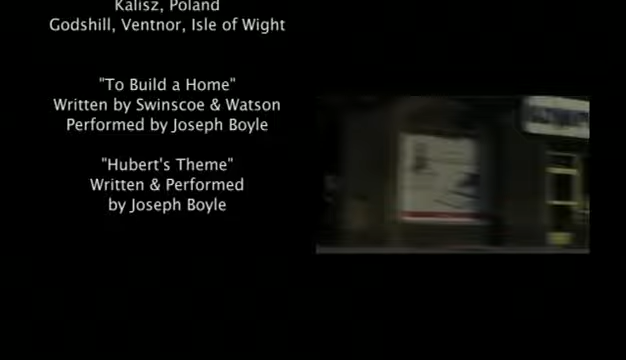 Kalisz, Poland
Godshill, Ventnor, Isle of Wight
"To Build a Home"
Written by Swinscoe & Watson
Performed by Joseph Boyle
"Hubert's Theme"
Written & Performed
by Joseph Boyle